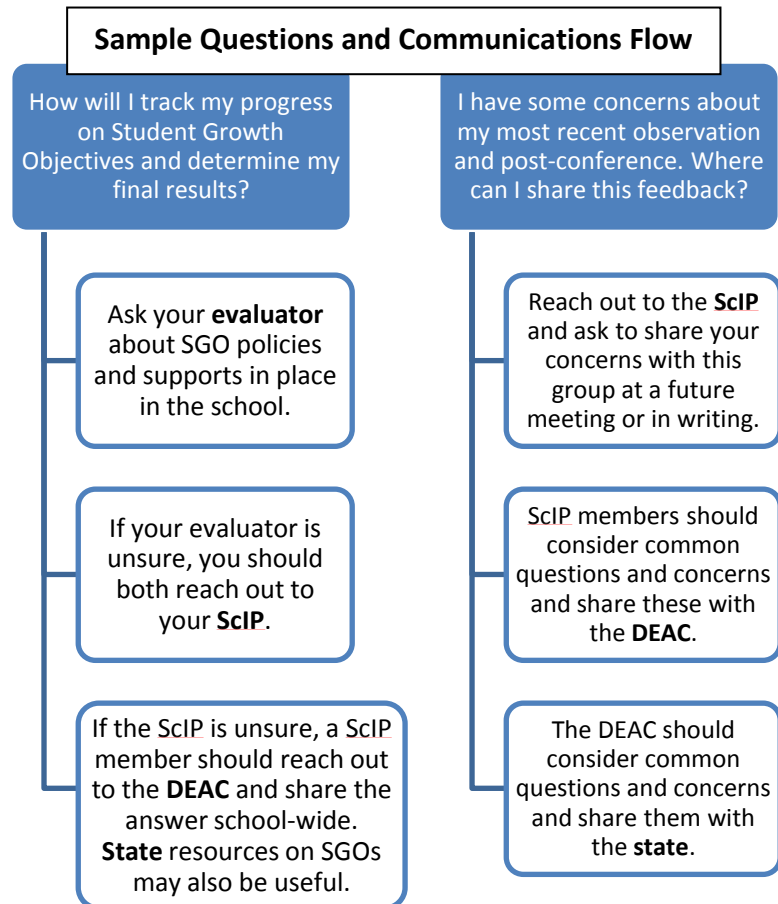 Sample Questions and Communications Flow
How will I track my progress
on Student Growth
Objectives and determine my
final results?
Ask your evaluator
about SGO policies
and supports in place
in the school.
If your evaluator is
unsure, you should
both reach out to
your ScIP.
If the ScIP is unsure, a ScIP
member should reach out
to the DEAC and share the
answer school-wide.
State resources on SGOs
may also be useful.
I have some concerns about
my most recent observation
and post-conference. Where
can I share this feedback?
Reach out to the ScIP
and ask to share your
concerns with this
group at a future
meeting or in writing.
ScIP members should
consider common
questions and concerns
and share these with
the DEAC.
The DEAC should
consider common
questions and concerns
and share them with
the state.